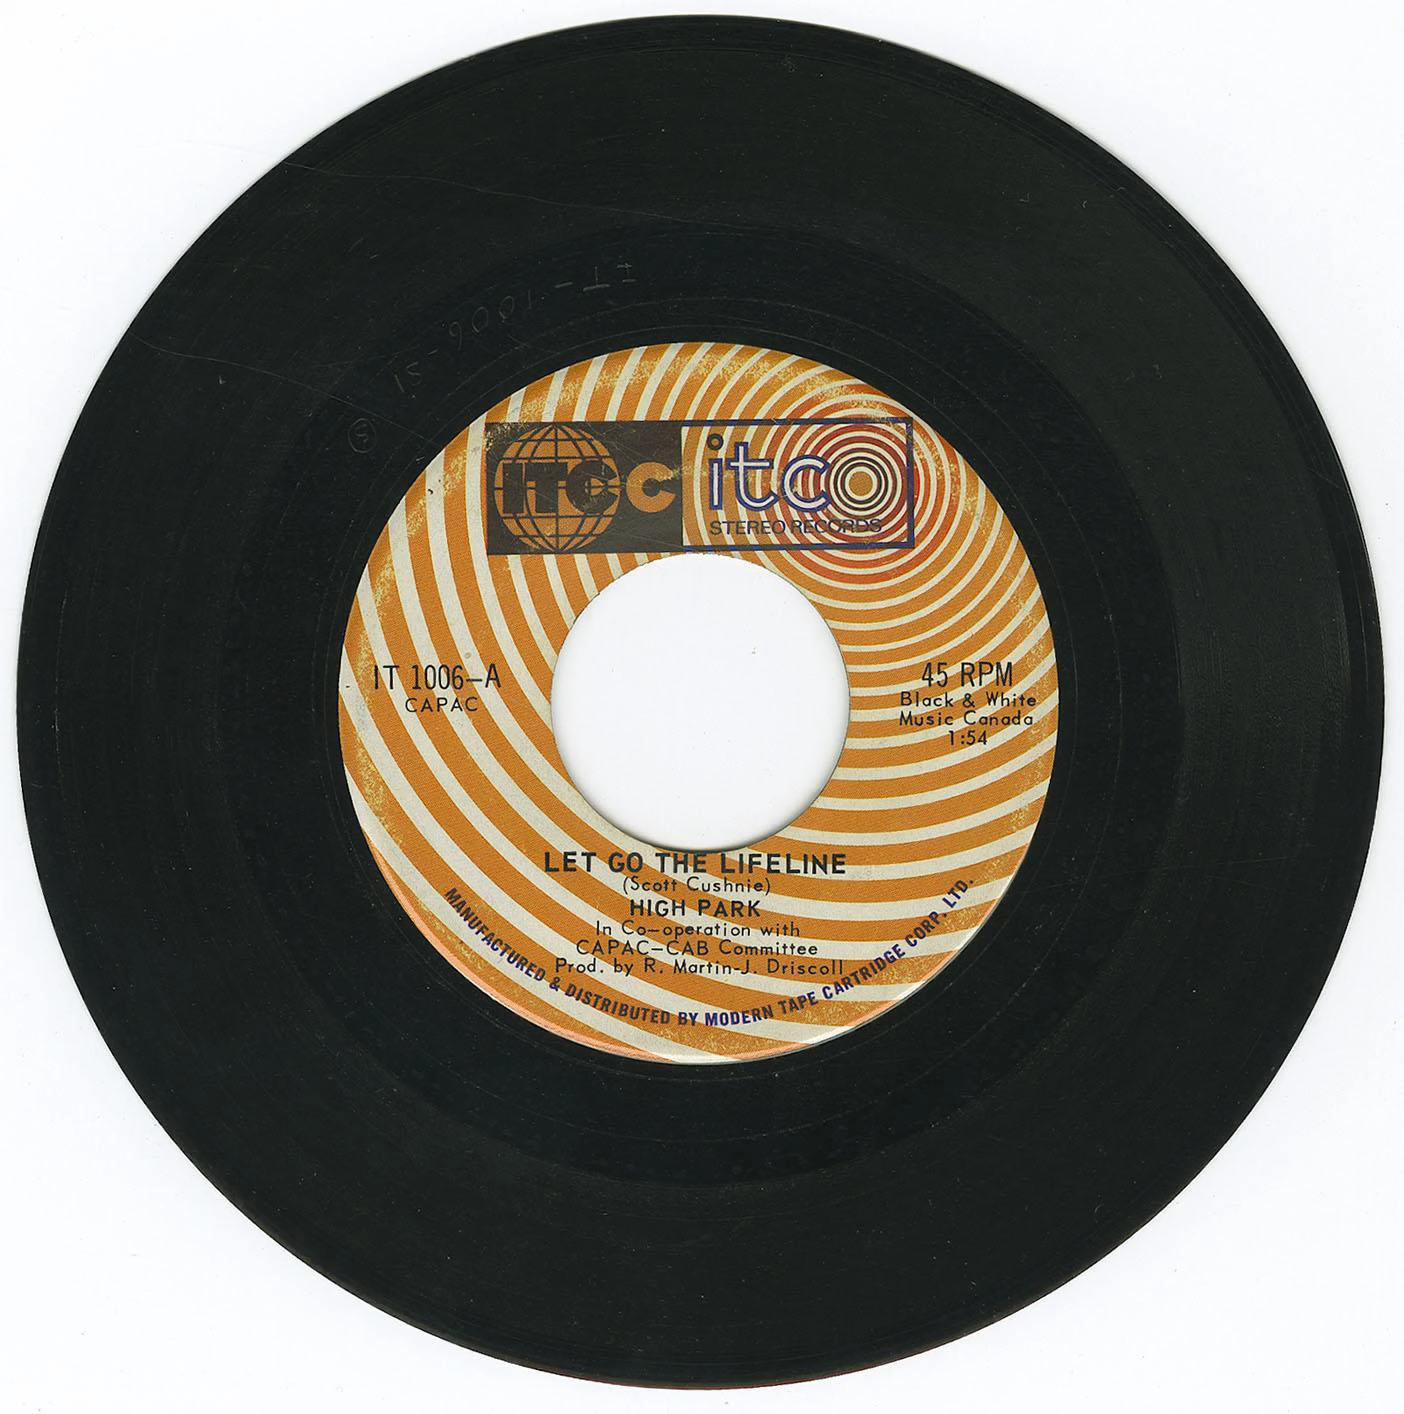 IT-1006-S1
S
ITCC itco
STEREO RECORDS
IT 1006-A
CAPAC
45 RPM
Black & White
Music Canada
1:54
LET GO THE LIFELINE
(Scott Cushnie)
HIGH PARK
In Co-operation with
CAPAC-CAB Committee
Prod. by R. Martin-J. Driscoll
MANUFACTURED & DISTRIBUTED BY MODERN TAPE CARTRIDGE CORP. LTD.